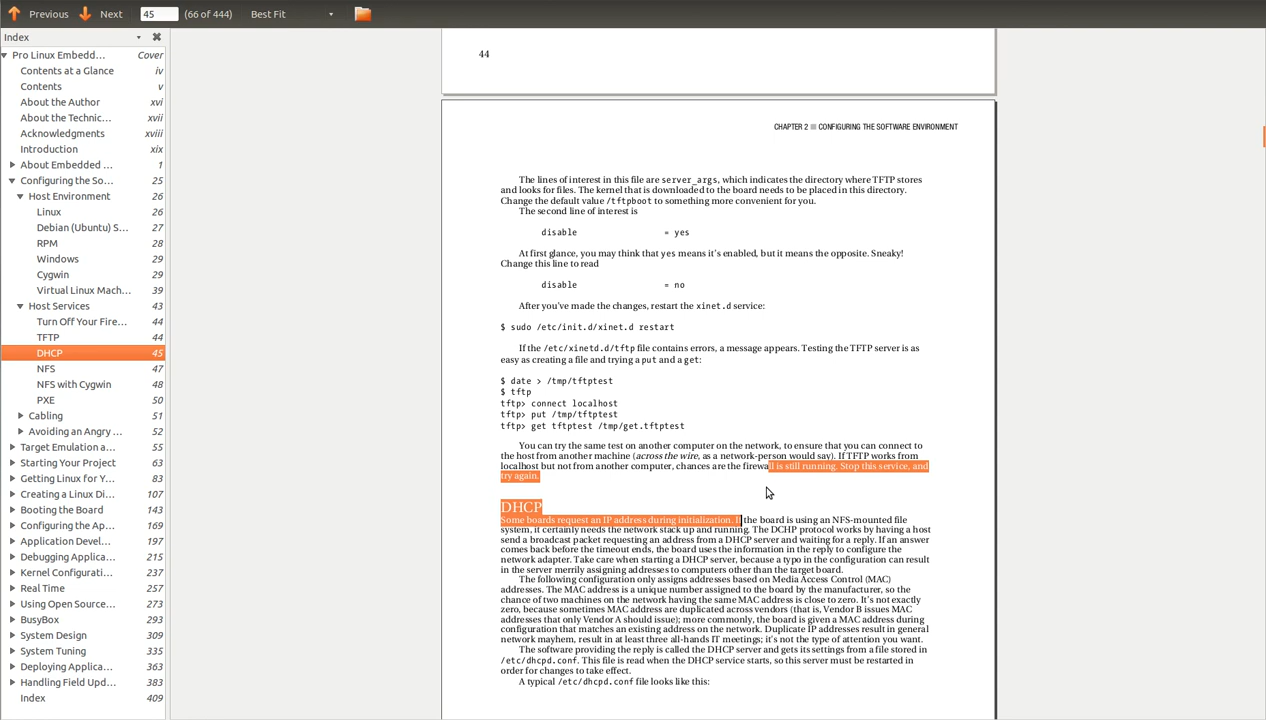 Previous Next 45 (66 of 444) Best Fit
Index
Pro Linux Embedd... Cover
Contents at a Glance iv
Contents v
About the Author xvi
About the Technic... xvii
Acknowledgments xviii
Introduction xix
About Embedded ... 1
Configuring the So... 25
Host Environment 26
Linux 26
Debian (Ubuntu) S... 27
RPM 28
Windows 29
Cygwin 29
Virtual Linux Mach... 39
Host Services 43
Turn Off Your Fire... 44
TFTP 44
DHCP 45
NFS 47
NFS with Cygwin 48
PXE 50
Cabling 51
Avoiding an Angry ... 52
Target Emulation a... 55
Starting Your Project 63
Getting Linux for Y... 83
Creating a Linux Di... 107
Booting the Board 143
Configuring the Ap... 169
Application Devel... 197
Debugging Applica... 215
Kernel Configurati... 237
Real Time 257
Using Open Source... 273
BusyBox 293
System Design 309
System Tuning 335
Deploying Applica... 363
Handling Field Upd... 383
Index 409
44
CHAPTER 2 ■ CONFIGURING THE SOFTWARE ENVIRONMENT
The lines of interest in this file are server_args, which indicates the directory where TFTP stores
and looks for files. The kernel that is downloaded to the board needs to be placed in this directory.
Change the default value /tftpboot to something more convenient for you.
The second line of interest is
disable = yes
At first glance, you may think that yes means it's enabled, but it means the opposite. Sneaky!
Change this line to read
disable = no
After you've made the changes, restart the xinet.d service:
$ sudo /etc/init.d/xinet.d restart
If the /etc/xinetd.d/tftp file contains errors, a message appears. Testing the TFTP server is as
easy as creating a file and trying a put and a get:
$ date > /tmp/tftptest
$ tftp
tftp> connect localhost
tftp> put /tmp/tftptest
tftp> get tftptest /tmp/get.tftptest
You can try the same test on another computer on the network, to ensure that you can connect to
the host from another machine (across the wire, as a network-person would say). If TFTP works from
localhost but not from another computer, chances are the firewall is still running. Stop this service, and
try again.
DHCP
Some boards request an IP address during initialization. If the board is using an NFS-mounted file
system, it certainly needs the network stack up and running. The DCHP protocol works by having a host
send a broadcast packet requesting an address from a DHCP server and waiting for a reply. If an answer
comes back before the timeout ends, the board uses the information in the reply to configure the
network adapter. Take care when starting a DHCP server, because a typo in the configuration can result
in the server merrily assigning addresses to computers other than the target board.
The following configuration only assigns addresses based on Media Access Control (MAC)
addresses. The MAC address is a unique number assigned to the board by the manufacturer, so the
chance of two machines on the network having the same MAC address is close to zero. It's not exactly
zero, because sometimes MAC address are duplicated across vendors (that is, Vendor B issues MAC
addresses that only Vendor A should issue); more commonly, the board is given a MAC address during
configuration that matches an existing address on the network. Duplicate IP addresses result in general
network mayhem, result in at least three all-hands IT meetings; it's not the type of attention you want.
The software providing the reply is called the DHCP server and gets its settings from a file stored in
/etc/dhcpd.conf. This file is read when the DHCP service starts, so this server must be restarted in
order for changes to take effect.
A typical /etc/dhcpd.conf file looks like this: